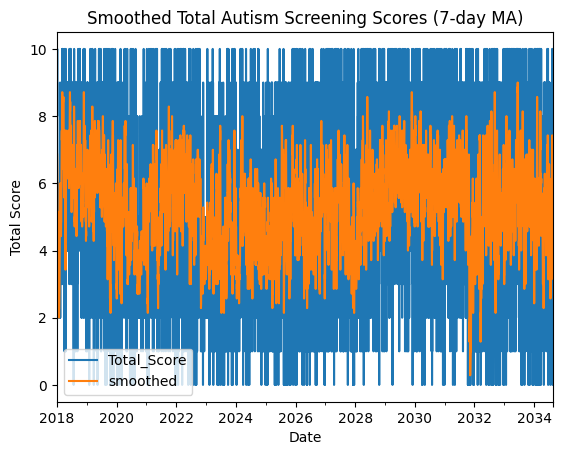 Smoothed Total Autism Screening Scores (7-day MA)
10
8
6
4
2
0
Total Score
Total_Score
smoothed
2018 2020 2022 2024 2026 2028 2030 2032 2034
Date